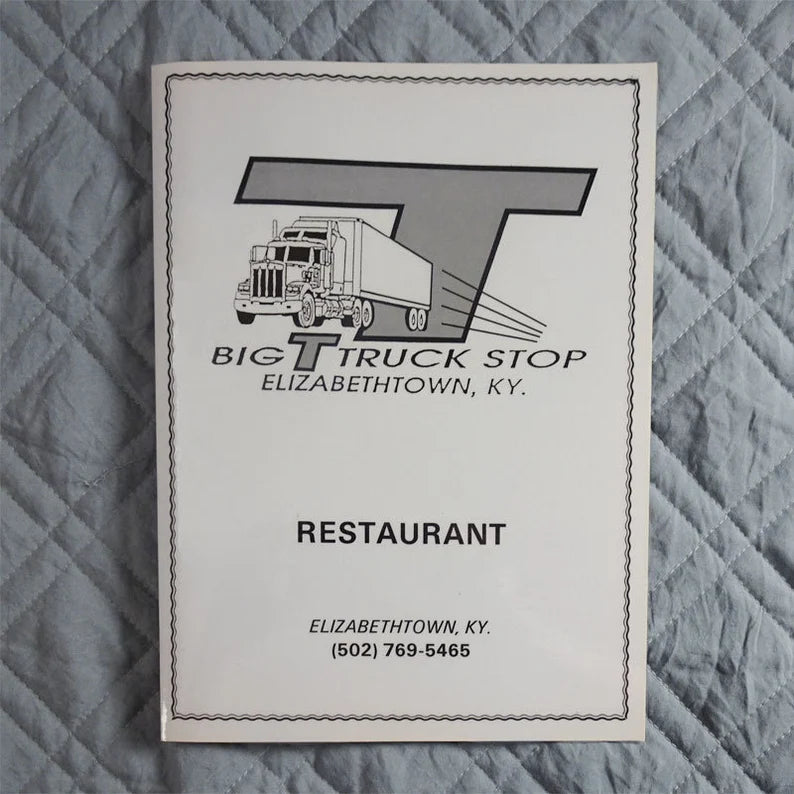 BIG T TRUCK STOP
ELIZABETHTOWN, KY.
RESTAURANT
ELIZABETHTOWN, KY.
(502) 769-5465